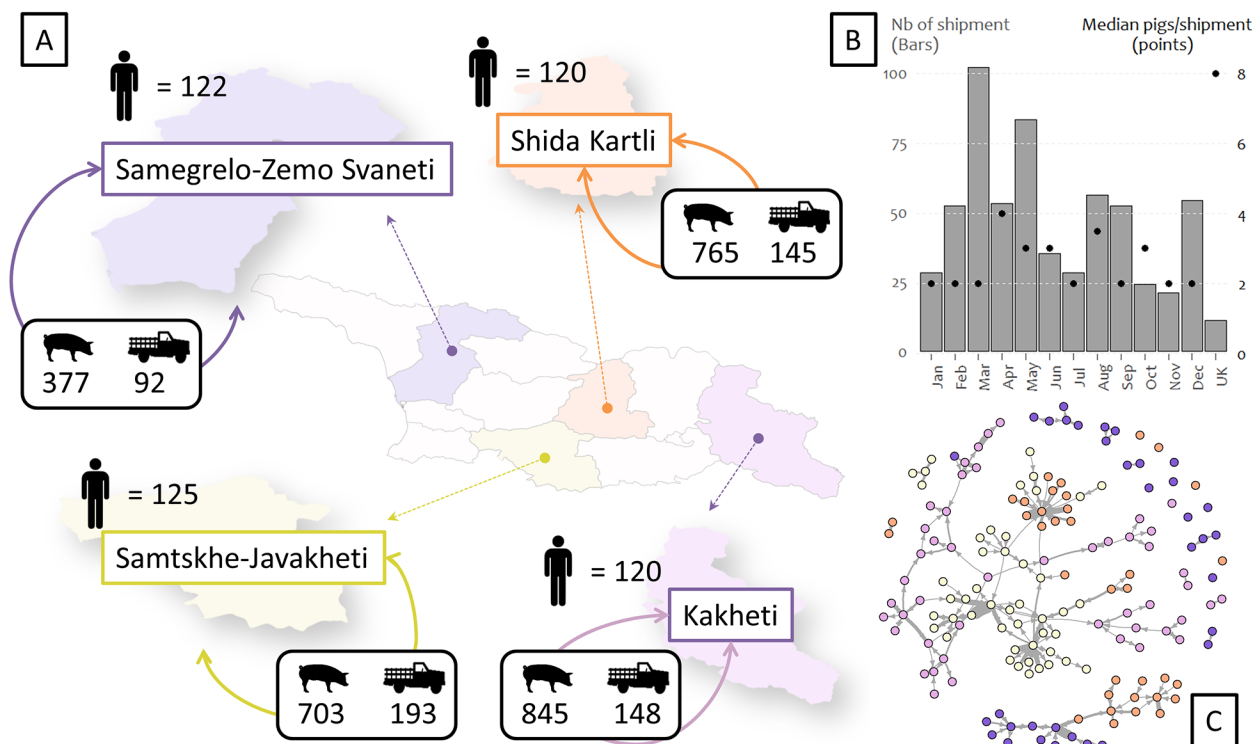 A
= 122
Samegrelo-Zemo Svaneti
377 92
= 120
Shida Kartli
765 145
= 125
Samtskhe-Javakheti
703 193
= 120
Kakheti
845 148
B
Nb of shipment
(Bars)
Median pigs/shipment
(points)
100
75
50
25
0
8
6
4
2
0
Jan
Feb
Mar
Apr
May
Jun
Jul
Aug
Sep
Oct
Nov
Dec
UK
C